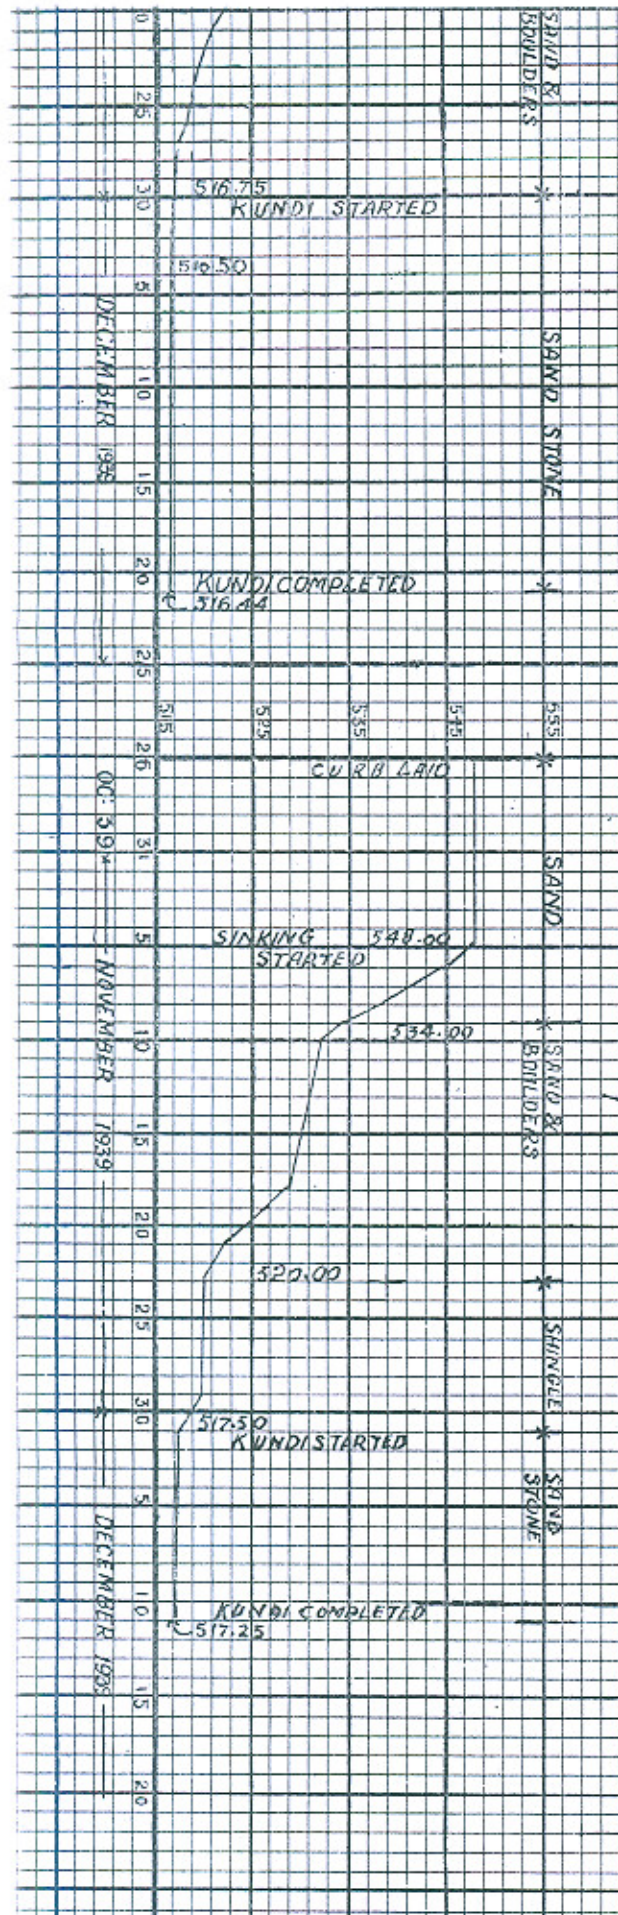 0
SAND &
BOULDERS
25
516.75
30
KUNDI STARTED
516.50
5
DECEMBER
10
SAND STONE
15
20
KUNDI COMPLETED
516.44
25
515
525
535
545
555
26
CURB LAID
OC: 39
31
SAND
5
SINKING 548.00
STARTED
534.00
10
NOVEMBER 1939
SAND &
BOULDERS
15
20
520.00
25
SHINGLE
30
517.50
KUNDI STARTED
5
SAND
STONE
DECEMBER
10
KUNDI COMPLETED
517.25
15
20